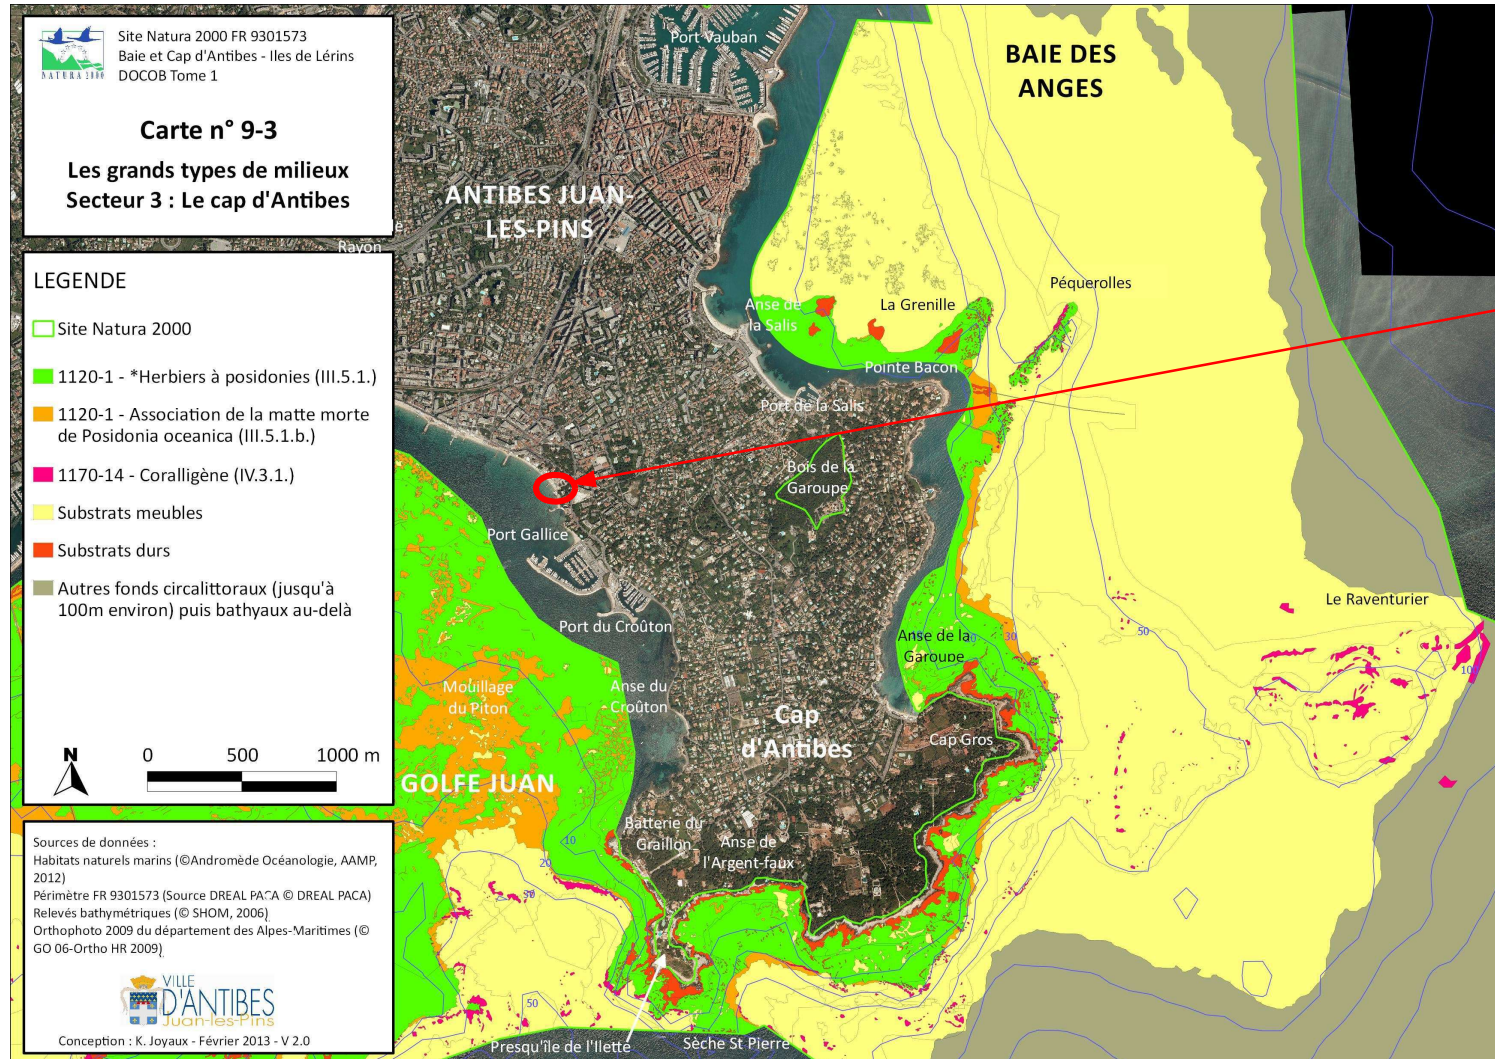 Site Natura 2000 FR 9301573
Baie et Cap d'Antibes - Iles de Lérins
DOCOB Tome 1
NATURA 2000
Carte n° 9-3
Les grands types de milieux
Secteur 3 : Le cap d'Antibes
LEGENDE
Site Natura 2000
1120-1 - *Herbiers à posidonies (III.5.1.)
1120-1 - Association de la matte morte
de Posidonia oceanica (III.5.1.b.)
1170-14 - Coralligène (IV.3.1.)
Substrats meubles
Substrats durs
Autres fonds circalittoraux (jusqu'à
100m environ) puis bathyaux au-delà
N
0 500 1000 m
Sources de données :
Habitats naturels marins (©Andromède Océanologie, AAMP,
2012)
Périmètre FR 9301573 (Source DREAL PACA © DREAL PACA)
Relevés bathymétriques (© SHOM, 2006)
Orthophoto 2009 du département des Alpes-Maritimes (©
GO 06-Ortho HR 2009)
VILLE
D'ANTIBES
Juan-les-Pins
Conception : K. Joyaux - Février 2013 - V 2.0
Port Vauban
BAIE DES
ANGES
ANTIBES JUAN-
LES-PINS
Rayon
Péquerolles
La Grenille
Anse de
la Salis
Pointe Bacon
Port de la Salis
Bois de la
Garoupe
Port Gallice
Le Raventurier
Port du Croûton
50
30
Anse de la
Garoupe
100
Mouillage
du Piton
Anse du
Croûton
Cap
d'Antibes
Cap Gros
GOLFE JUAN
Batterie du
Graillon
Anse de
l'Argent-faux
10
20
50
50
Presqu'île de l'Ilette
Sèche St Pierre